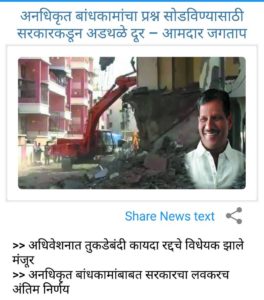 अनधिकृत बांधकामांचा प्रश्न सोडविण्यासाठी
सरकारकडून अडथळे दूर – आमदार जगताप
Share News text
>> अधिवेशनात तुकडेबंदी कायदा रद्दचे विधेयक झाले
मंजूर
>> अनधिकृत बांधकामांबाबत सरकारचा लवकरच
अंतिम निर्णय